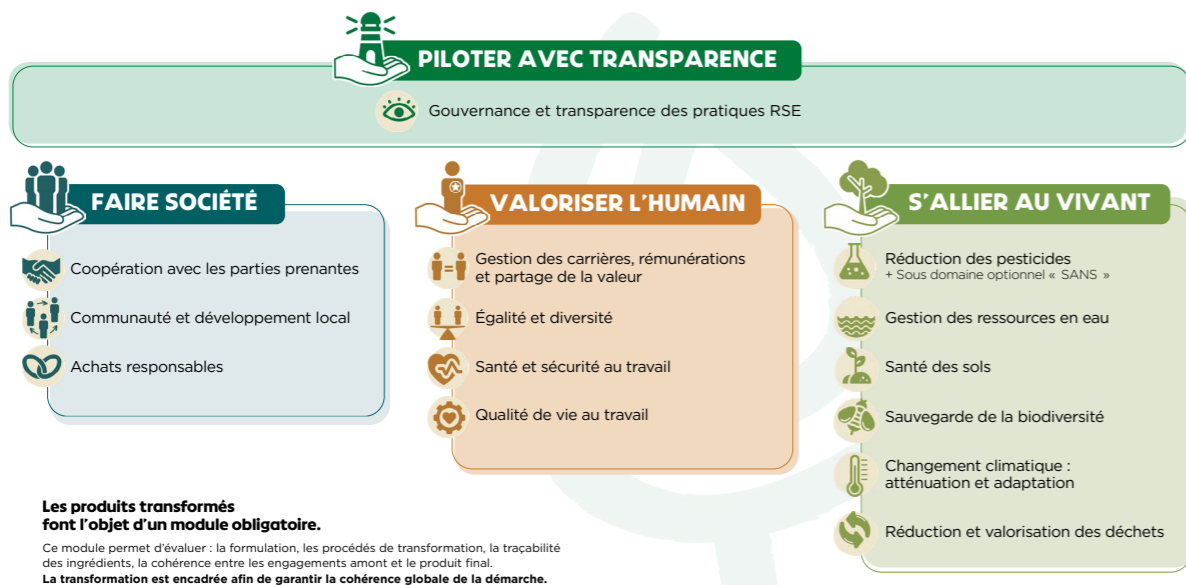 PILOTER AVEC TRANSPARENCE
Gouvernance et transparence des pratiques RSE
FAIRE SOCIÉTÉ
Coopération avec les parties prenantes
Communauté et développement local
Achats responsables
VALORISER L'HUMAIN
Gestion des carrières, rémunérations
et partage de la valeur
Égalité et diversité
Santé et sécurité au travail
Qualité de vie au travail
S'ALLIER AU VIVANT
Réduction des pesticides
+ Sous domaine optionnel « SANS »
Gestion des ressources en eau
Santé des sols
Sauvegarde de la biodiversité
Changement climatique :
atténuation et adaptation
Réduction et valorisation des déchets
Les produits transformés
font l'objet d'un module obligatoire.
Ce module permet d'évaluer : la formulation, les procédés de transformation, la traçabilité
des ingrédients, la cohérence entre les engagements amont et le produit final.
La transformation est encadrée afin de garantir la cohérence globale de la démarche.